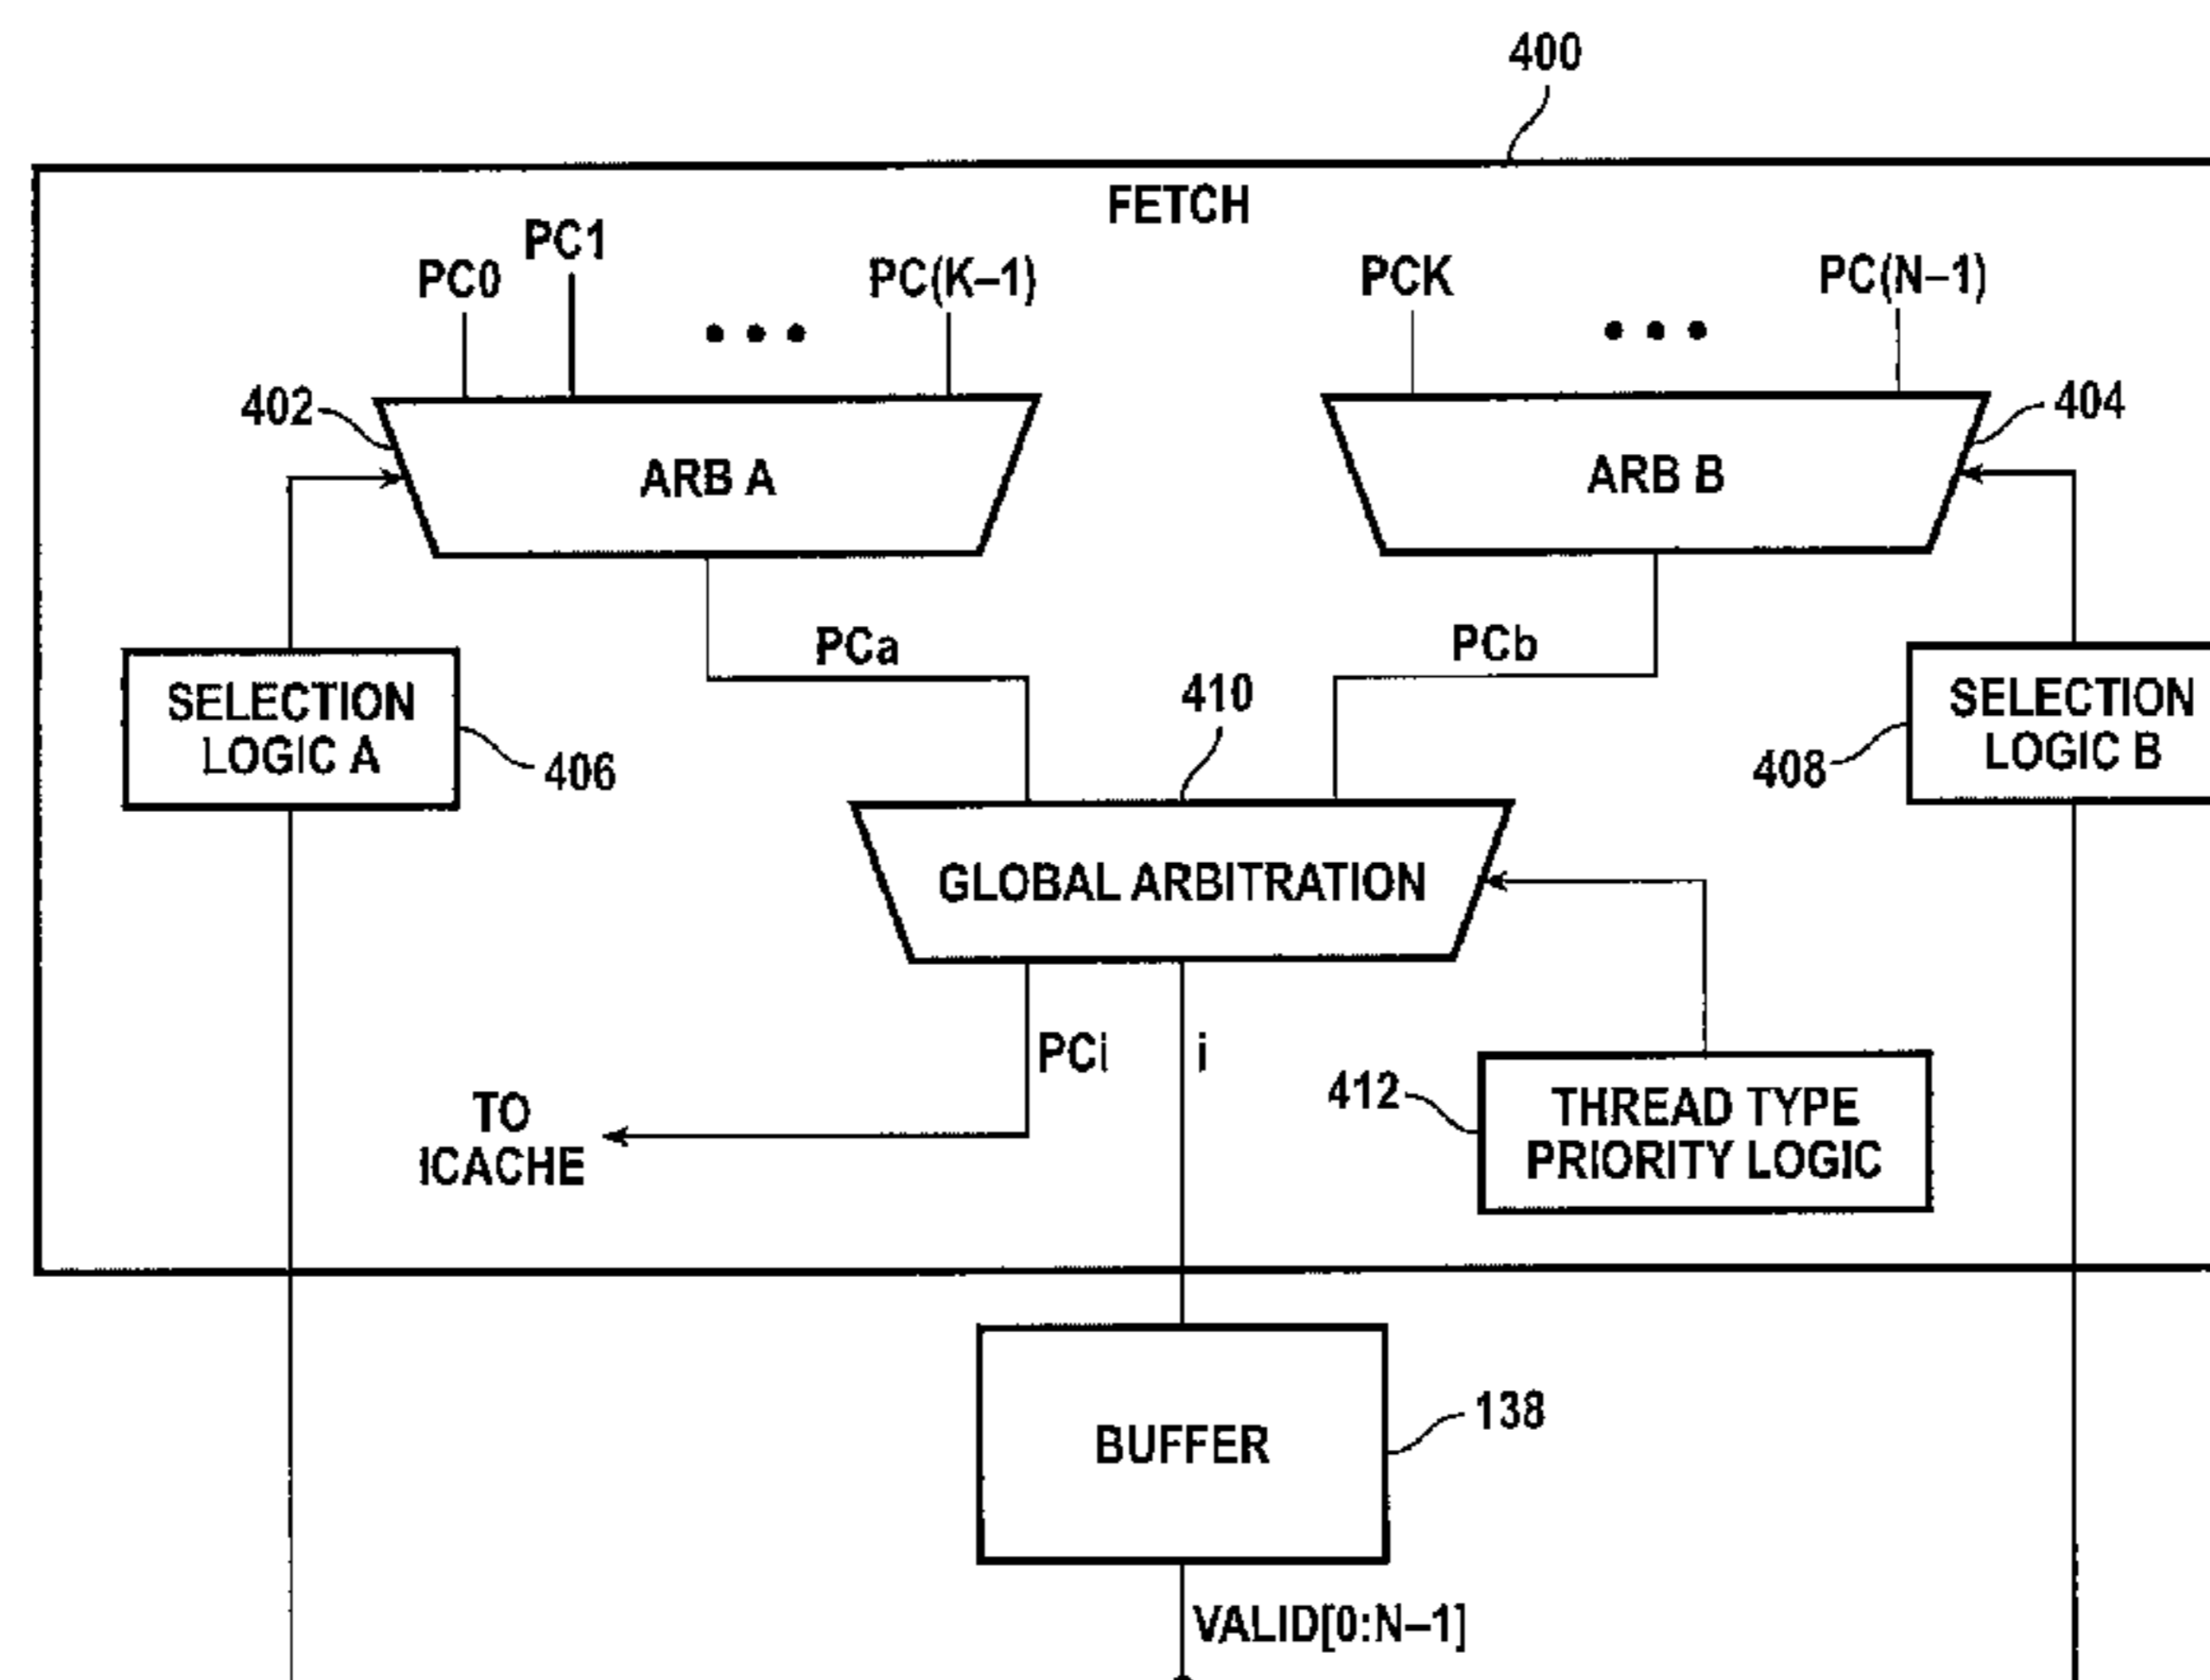 400
FETCH
PC0
PC1
PC(K–1)
PCK
PC(N–1)
402
ARB A
ARB B
404
PCa
PCb
SELECTION
LOGIC A
406
410
408
SELECTION
LOGIC B
GLOBAL ARBITRATION
PCi
i
TO
ICACHE
412
THREAD TYPE
PRIORITY LOGIC
BUFFER
138
VALID[0:N–1]